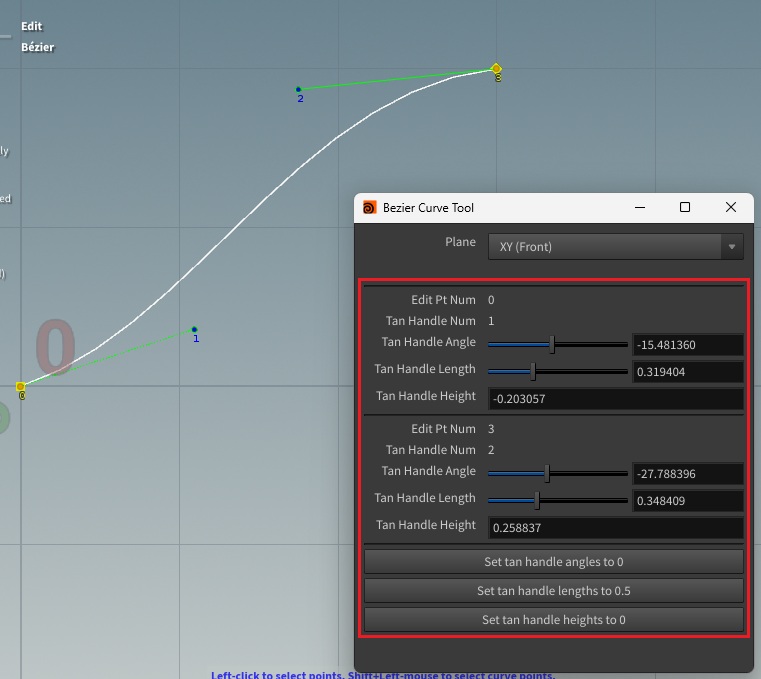 Edit
Bézier
2
3
ly
ed
)
0
1
0
Bezier Curve Tool
Plane XY (Front)
Edit Pt Num 0
Tan Handle Num 1
Tan Handle Angle -15.481360
Tan Handle Length 0.319404
Tan Handle Height -0.203057
Edit Pt Num 3
Tan Handle Num 2
Tan Handle Angle -27.788396
Tan Handle Length 0.348409
Tan Handle Height 0.258837
Set tan handle angles to 0
Set tan handle lengths to 0.5
Set tan handle heights to 0
Left-click to select points. Shift+Left-mouse to select curve points.